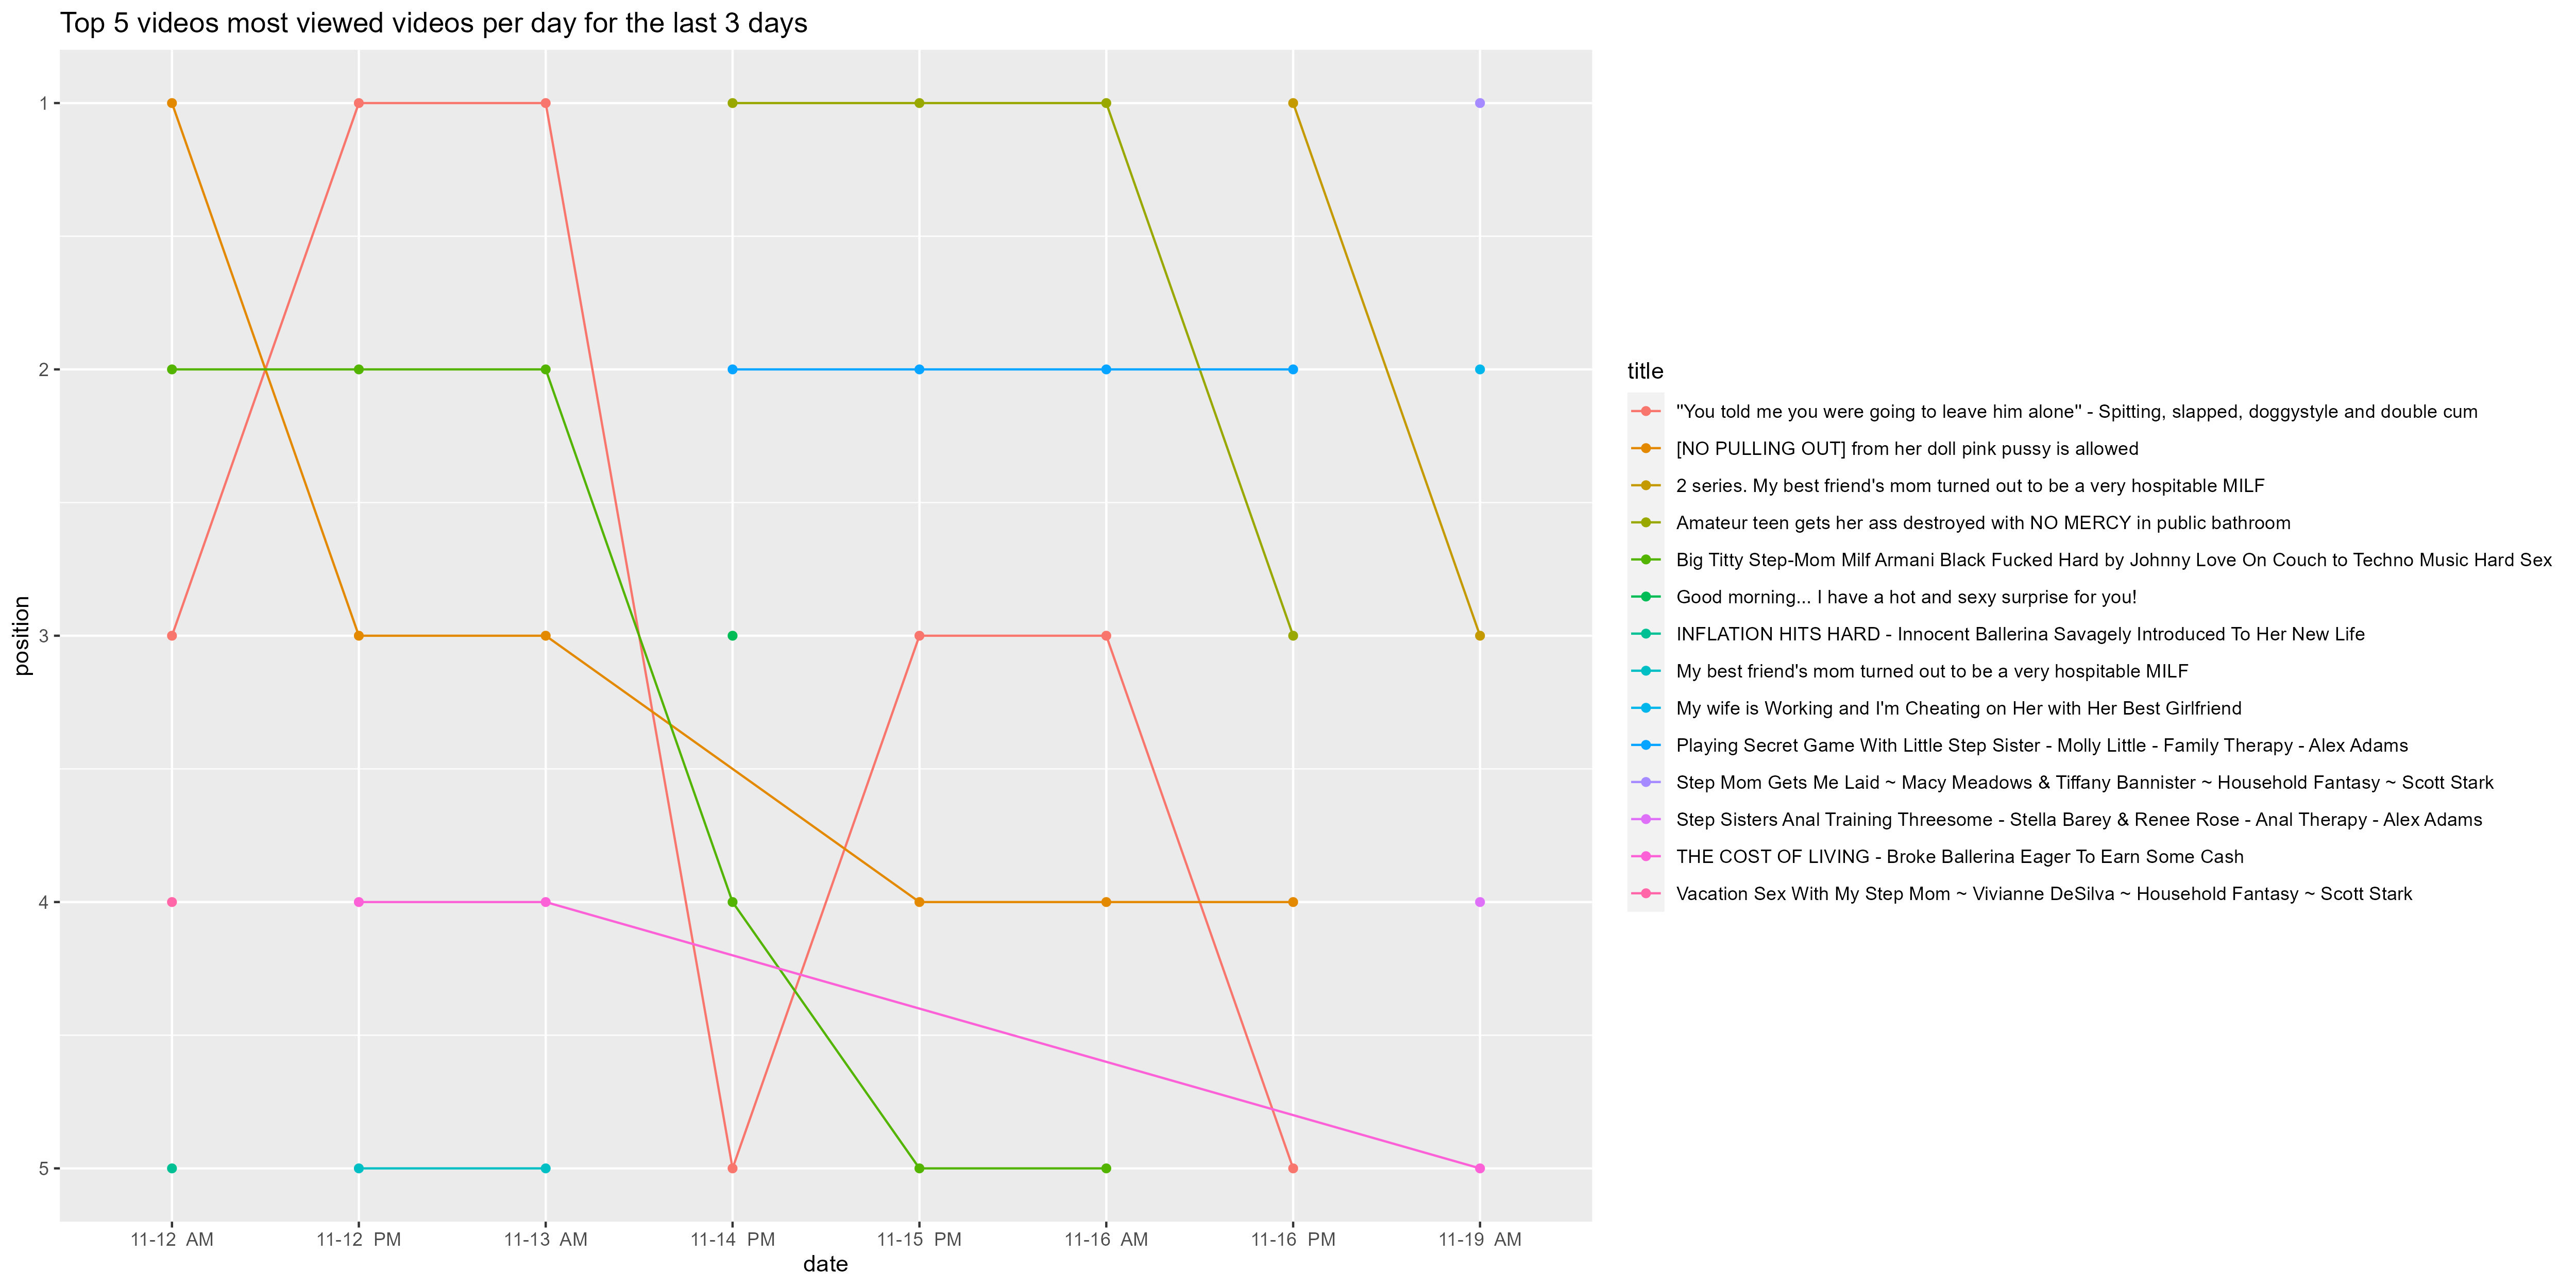 Top 5 videos most viewed videos per day for the last 3 days
position
1
2
3
4
5
11-12 AM
11-12 PM
11-13 AM
11-14 PM
11-15 PM
11-16 AM
11-16 PM
11-19 AM
date
title
"You told me you were going to leave him alone" - Spitting, slapped, doggystyle and double cum
[NO PULLING OUT] from her doll pink pussy is allowed
2 series. My best friend's mom turned out to be a very hospitable MILF
Amateur teen gets her ass destroyed with NO MERCY in public bathroom
Big Titty Step-Mom Milf Armani Black Fucked Hard by Johnny Love On Couch to Techno Music Hard Sex
Good morning... I have a hot and sexy surprise for you!
INFLATION HITS HARD - Innocent Ballerina Savagely Introduced To Her New Life
My best friend's mom turned out to be a very hospitable MILF
My wife is Working and I'm Cheating on Her with Her Best Girlfriend
Playing Secret Game With Little Step Sister - Molly Little - Family Therapy - Alex Adams
Step Mom Gets Me Laid ~ Macy Meadows & Tiffany Bannister ~ Household Fantasy ~ Scott Stark
Step Sisters Anal Training Threesome - Stella Barey & Renee Rose - Anal Therapy - Alex Adams
THE COST OF LIVING - Broke Ballerina Eager To Earn Some Cash
Vacation Sex With My Step Mom ~ Vivianne DeSilva ~ Household Fantasy ~ Scott Stark